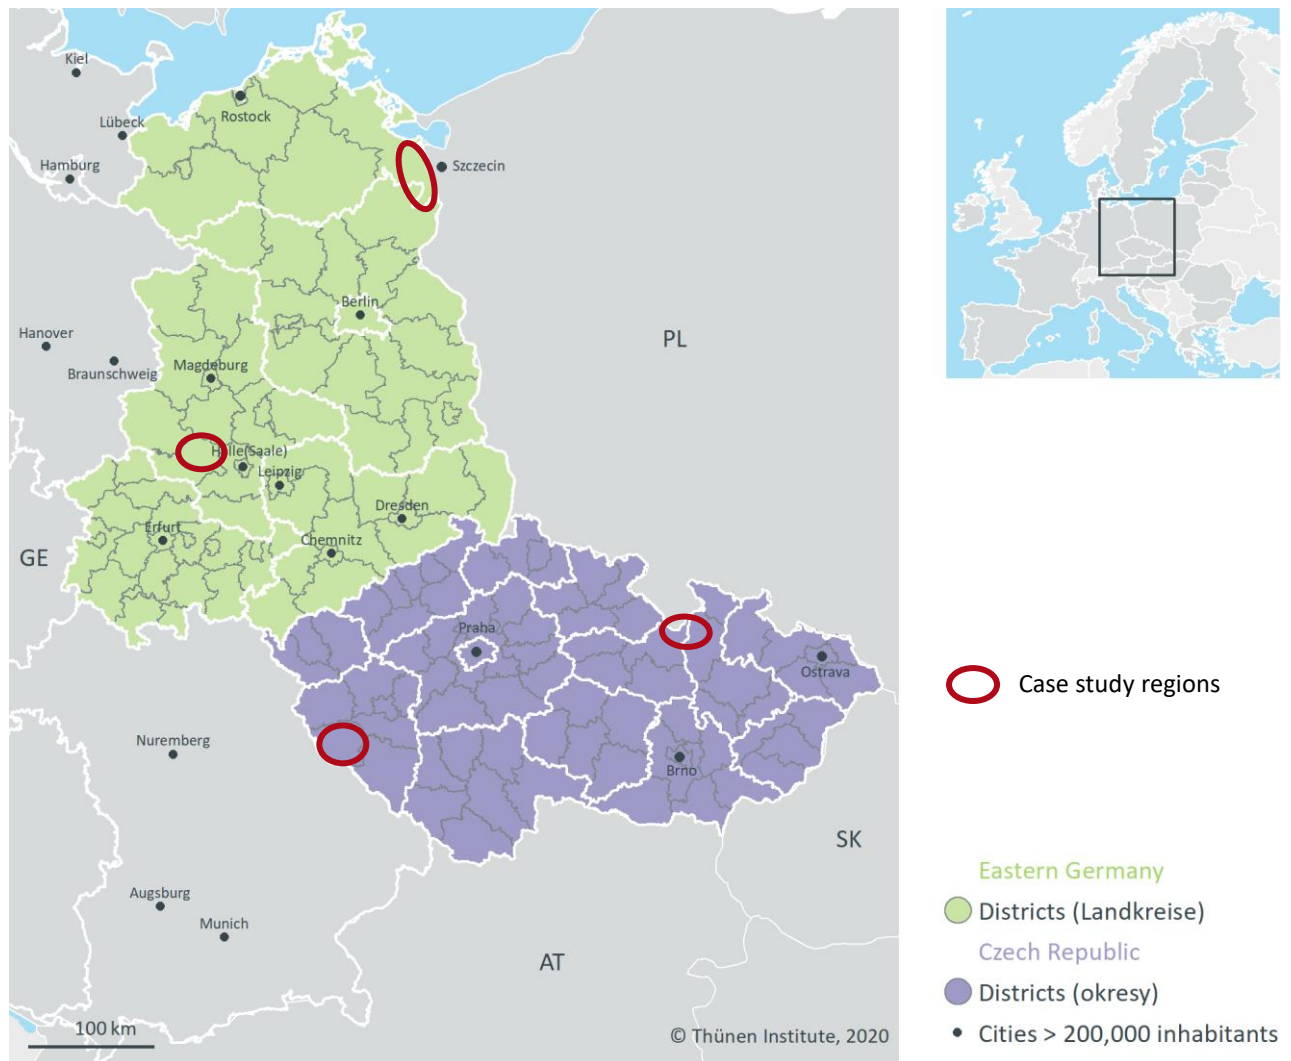 Kiel
Rostock
Lübeck
Hamburg
Szczecin
Berlin
Hanover
PL
Braunschweig
Magdeburg
Halle(Saale)
Leipzig
Dresden
Erfurt
Chemnitz
GE
Praha
Ostrava
Case study regions
Nuremberg
Brno
SK
Augsburg
Munich
AT
Eastern Germany
Districts (Landkreise)
Czech Republic
Districts (okresy)
Cities > 200,000 inhabitants
100 km
© Thünen Institute, 2020